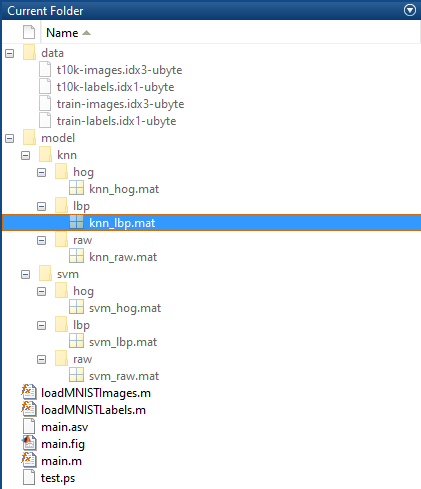 Current Folder
Name
data
t10k-images.idx3-ubyte
t10k-labels.idx1-ubyte
train-images.idx3-ubyte
train-labels.idx1-ubyte
model
knn
hog
knn_hog.mat
lbp
knn_lbp.mat
raw
knn_raw.mat
svm
hog
svm_hog.mat
lbp
svm_lbp.mat
raw
svm_raw.mat
loadMNISTImages.m
loadMNISTLabels.m
main.asv
main.fig
main.m
test.ps